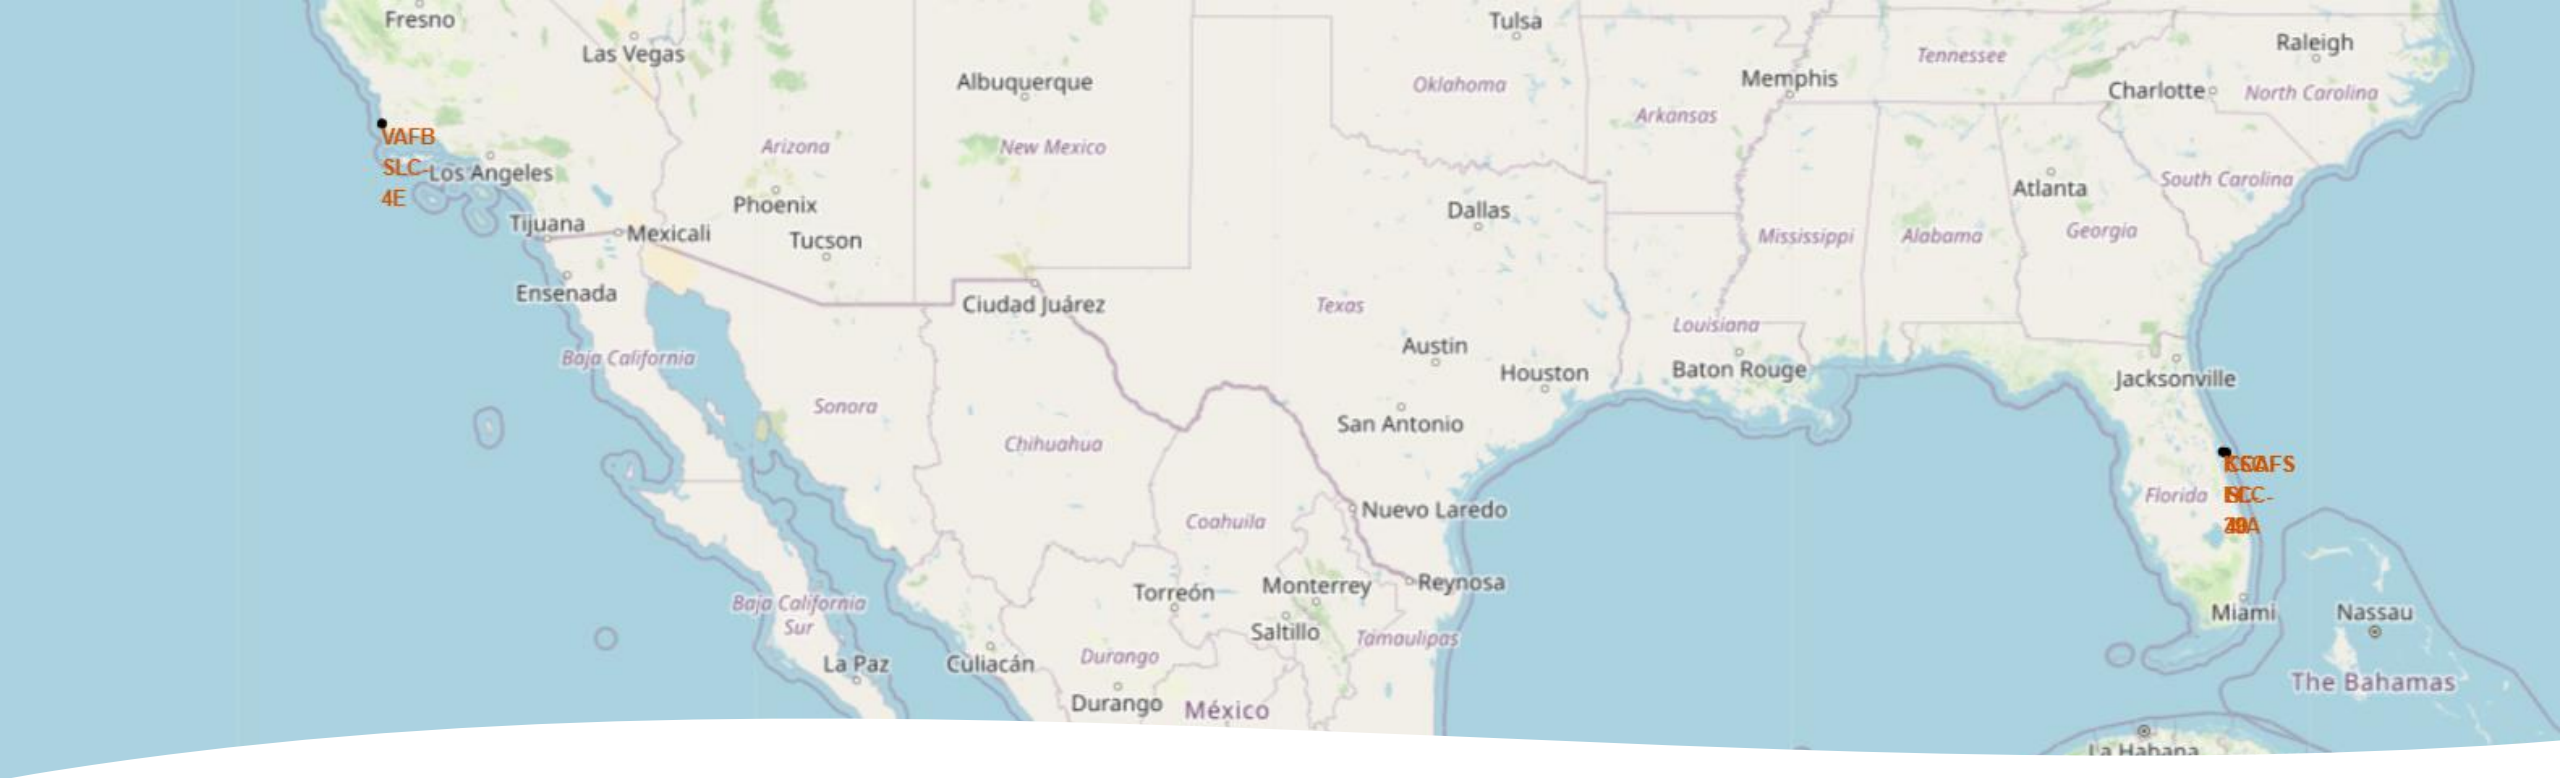 Fresno
Las Vegas
Albuquerque
Tulsa
Oklahoma
Arkansas
Memphis
Tennessee
Raleigh
Charlotte
North Carolina
VAFB
SLC-
4E
Los Angeles
Arizona
New Mexico
Phoenix
Tucson
Tijuana
Mexicali
Ensenada
Ciudad Juárez
Dallas
Texas
Mississippi
Alabama
Atlanta
Georgia
South Carolina
Louisiana
Austin
Houston
Baton Rouge
San Antonio
Jacksonville
Baja California
Sonora
Chihuahua
Coahuila
Nuevo Laredo
Florida
Torreón
Monterrey
Reynosa
Saltillo
Tamaulipas
Baja California
Sur
La Paz
Culiacán
Durango
Durango
México
Miami
Nassau
The Bahamas
La Habana